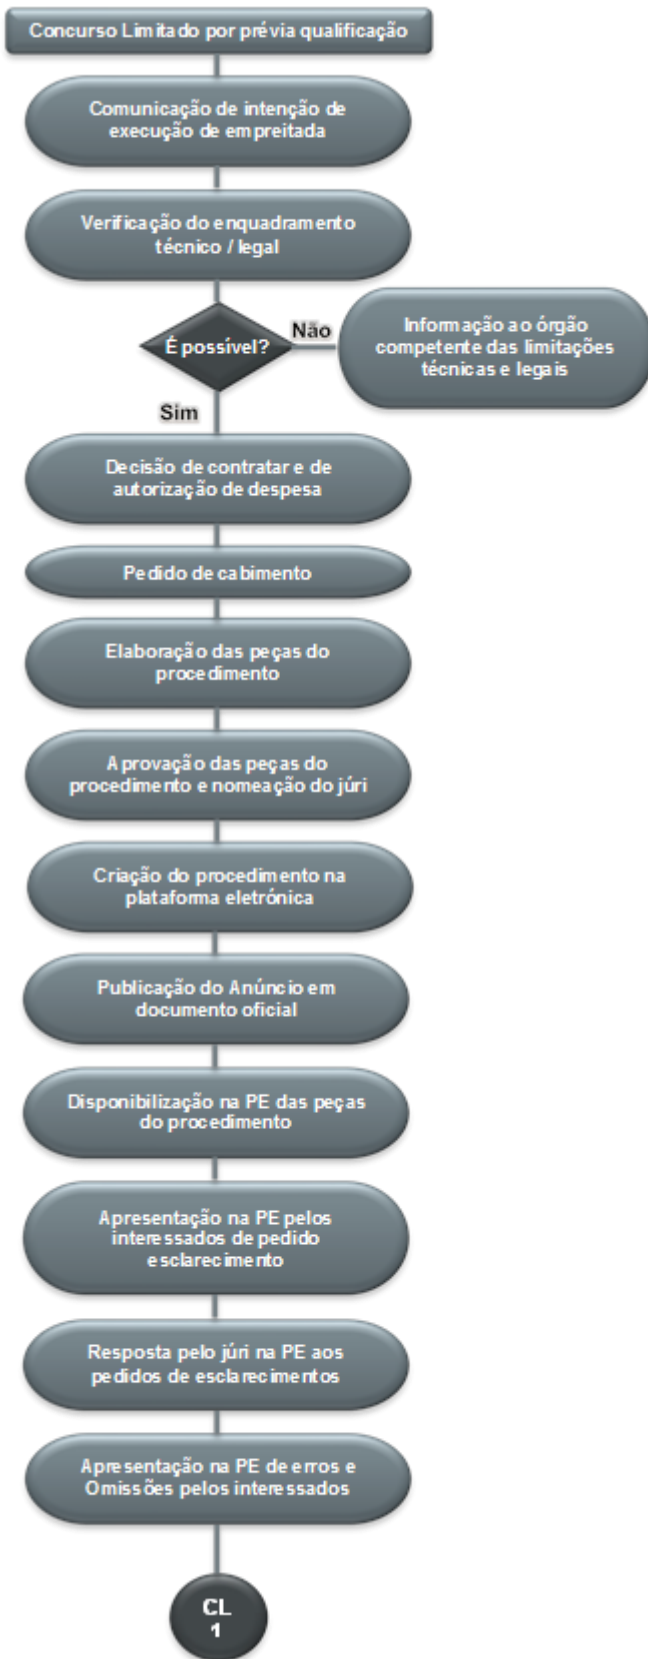 Concurso Limitado por prévia qualificação
Comunicação de intenção de
execução de empreitada
Verificação do enquadramento
técnico / legal
É possível?
Não
Informação ao órgão
competente das limitações
técnicas e legais
Sim
Decisão de contratar e de
autorização de despesa
Pedido de cabimento
Elaboração das peças do
procedimento
Aprovação das peças do
procedimento e nomeação do júri
Criação do procedimento na
plataforma eletrónica
Publicação do Anúncio em
documento oficial
Disponibilização na PE das peças
do procedimento
Apresentação na PE pelos
interessados de pedido
esclarecimento
Resposta pelo júri na PE aos
pedidos de esclarecimentos
Apresentação na PE de erros e
Omissões pelos interessados
CL
1